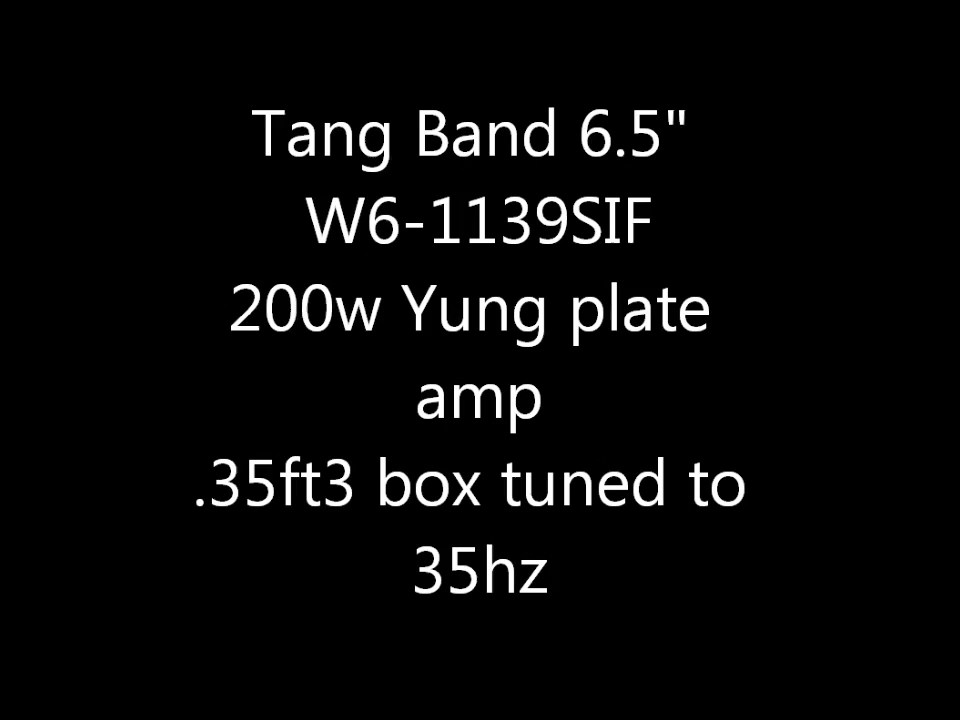 Tang Band 6.5"
W6-1139SIF
200w Yung plate
amp
.35ft3 box tuned to
35hz